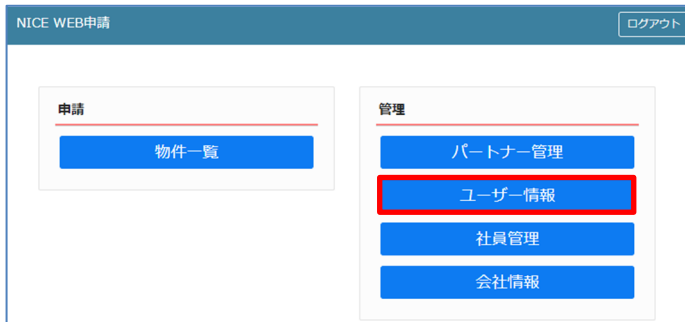 NICE WEB申請
ログアウト
申請
物件一覧
管理
パートナー管理
ユーザー情報
社員管理
会社情報